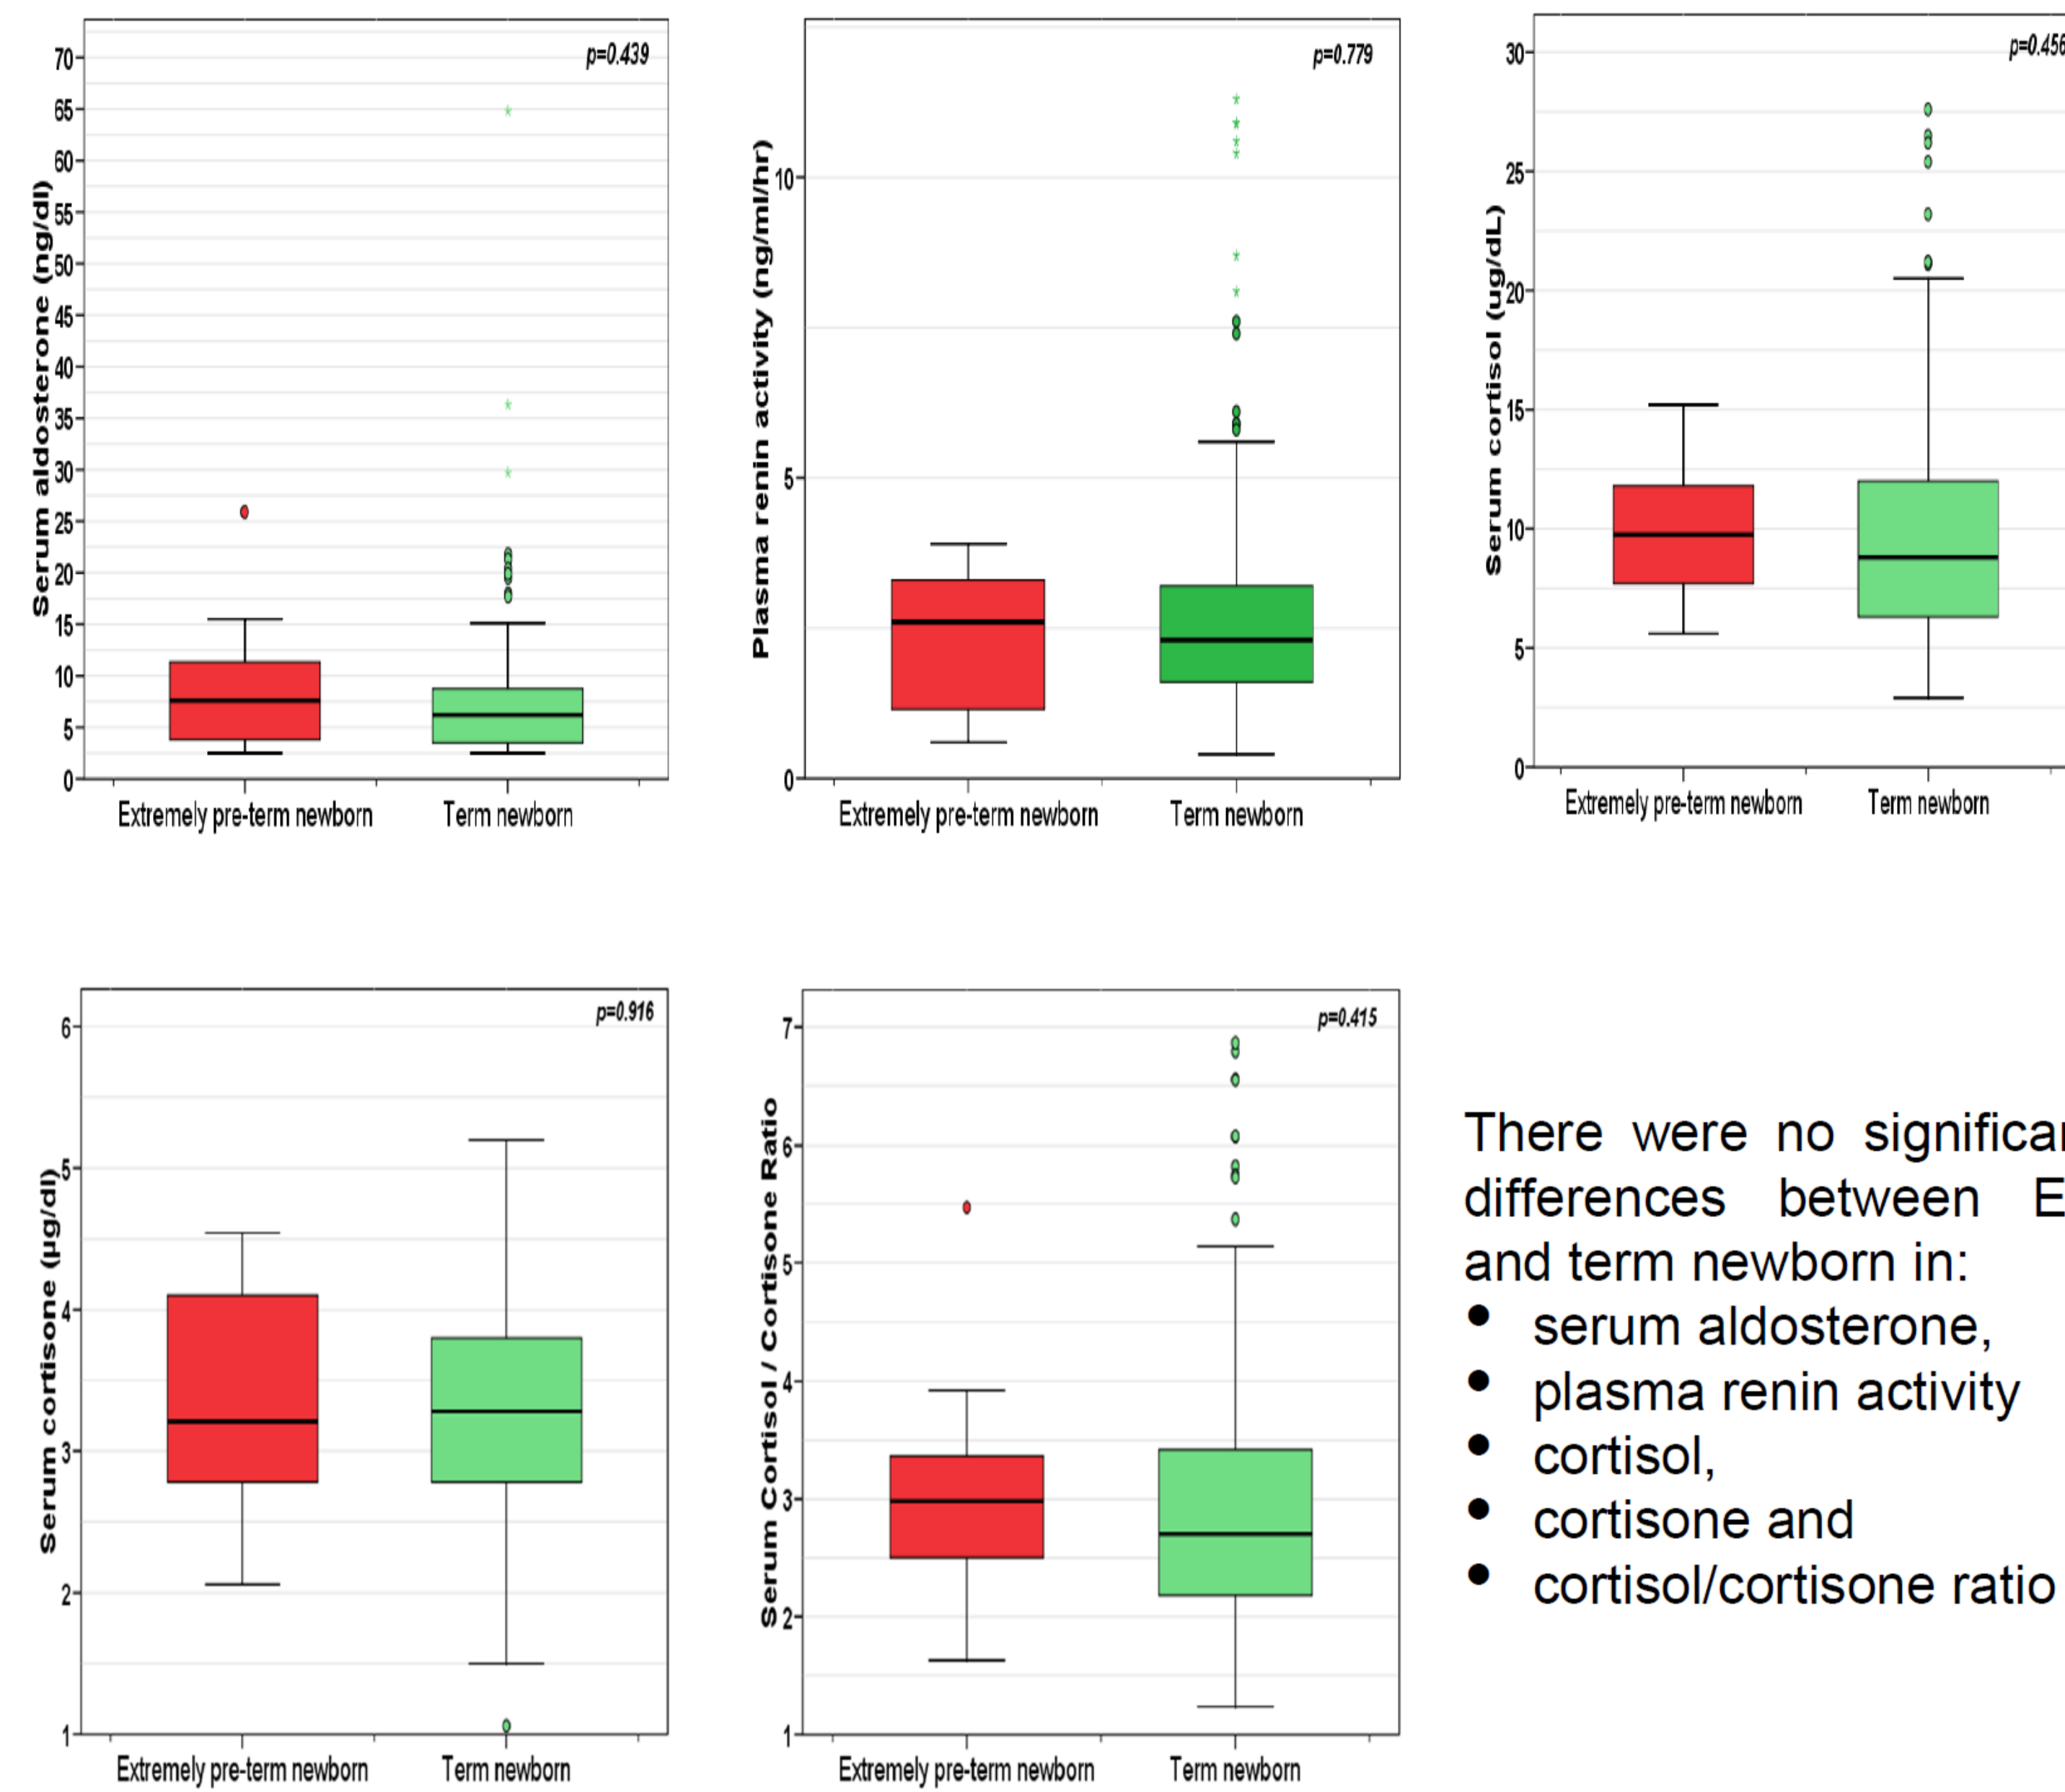 p=0.439
Serum aldosterone (ng/dl)
70
65
60
55
50
45
40
35
30
25
20
15
10
5
0
Extremely pre-term newborn
Term newborn
p=0.779
Plasma renin activity (ng/ml/hr)
10
5
0
Extremely pre-term newborn
Term newborn
p=0.456
Serum cortisol (ug/dL)
30
25
20
15
10
5
0
Extremely pre-term newborn
Term newborn
p=0.916
Serum cortisone (µg/dl)
6
5
4
3
2
1
Extremely pre-term newborn
Term newborn
p=0.415
Serum Cortisol / Cortisone Ratio
7
6
5
4
3
2
1
Extremely pre-term newborn
Term newborn
There were no
differences between
and term newborn in:
• serum aldosterone,
• plasma renin activity
• cortisol,
• cortisone and
• cortisol/cortisone ratio